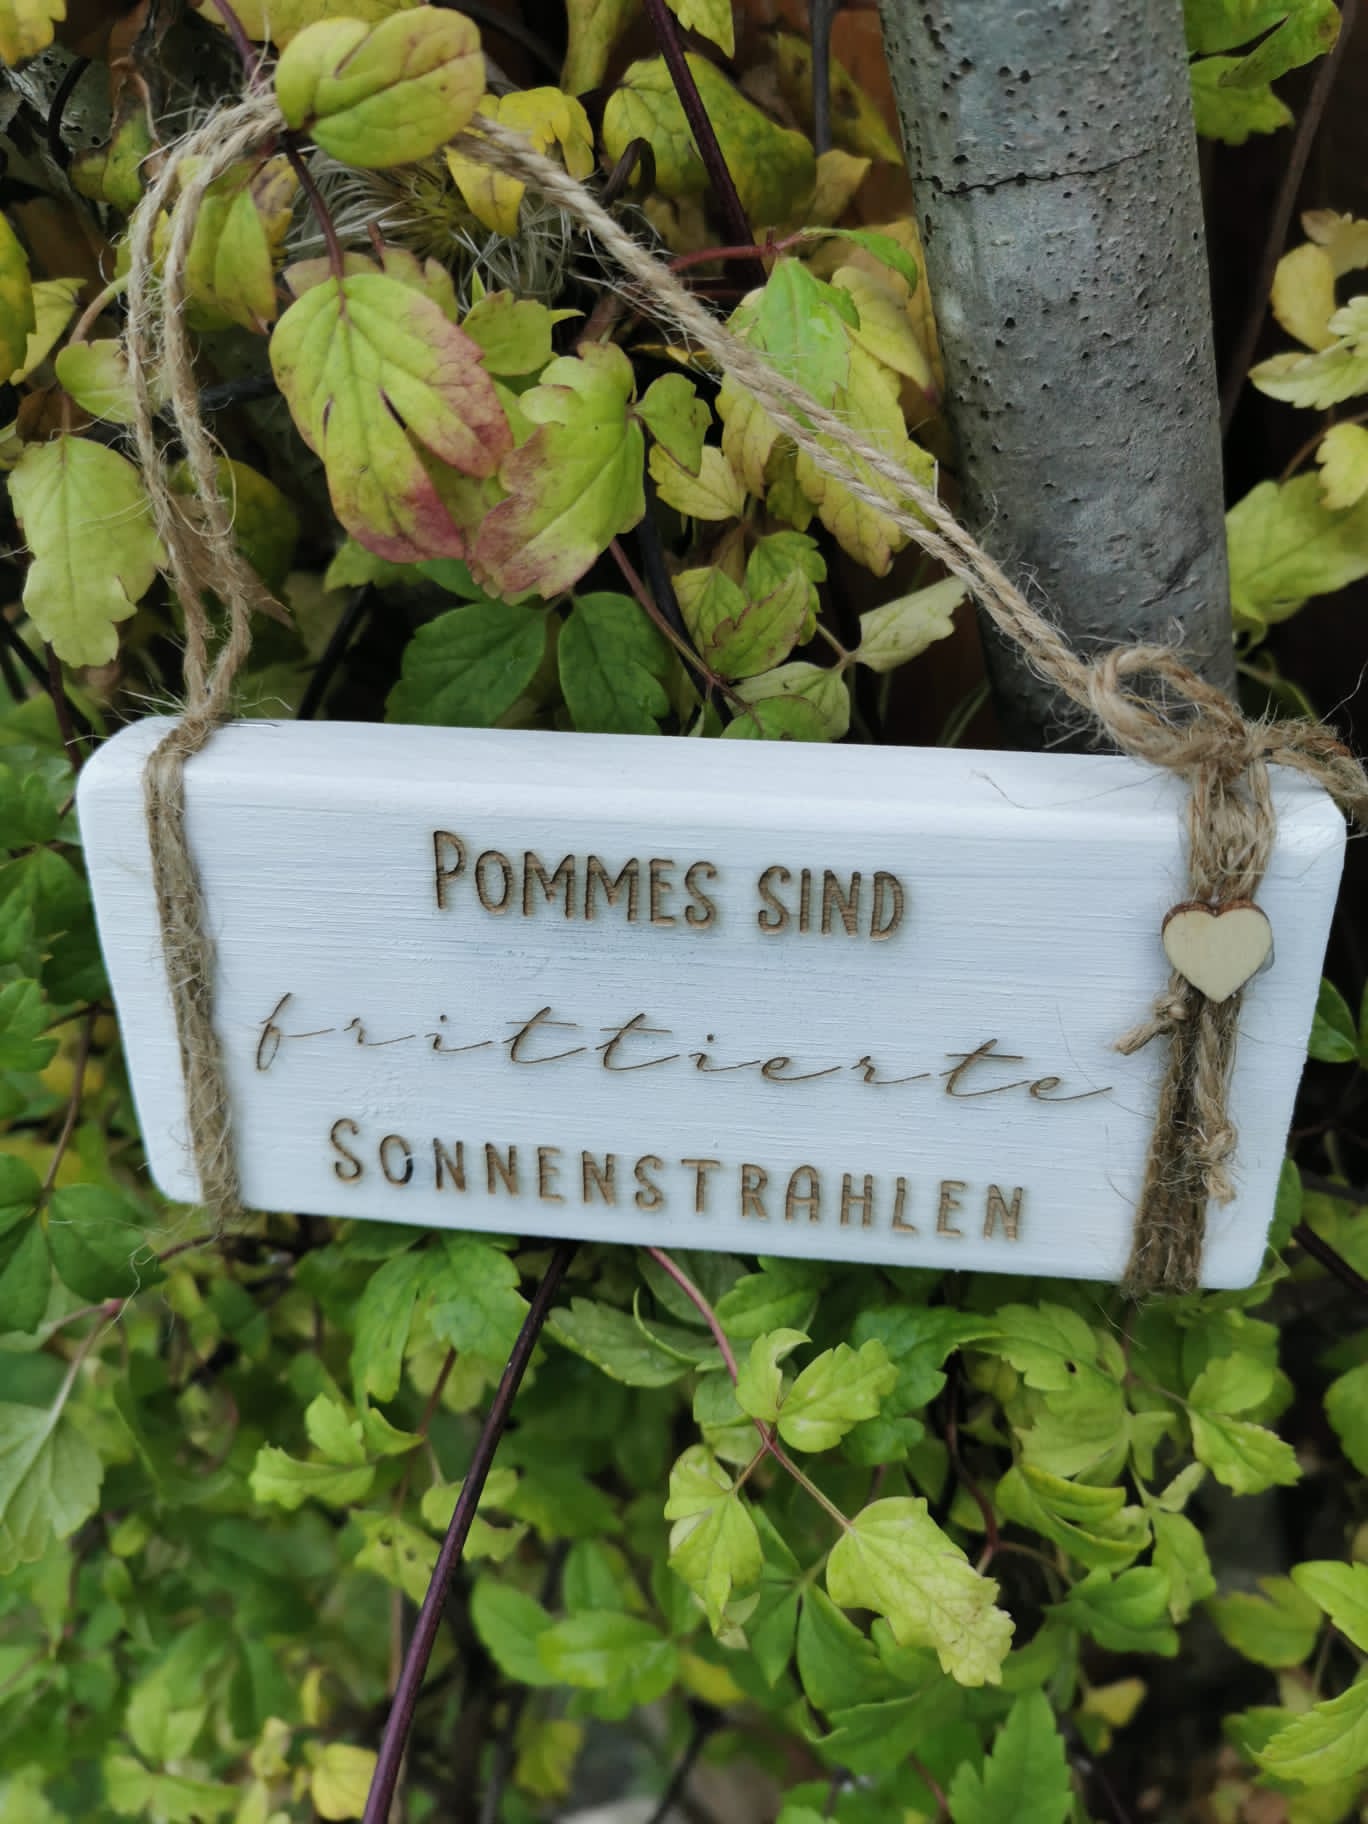 Pommes sind
frittierte
Sonnenstrahlen